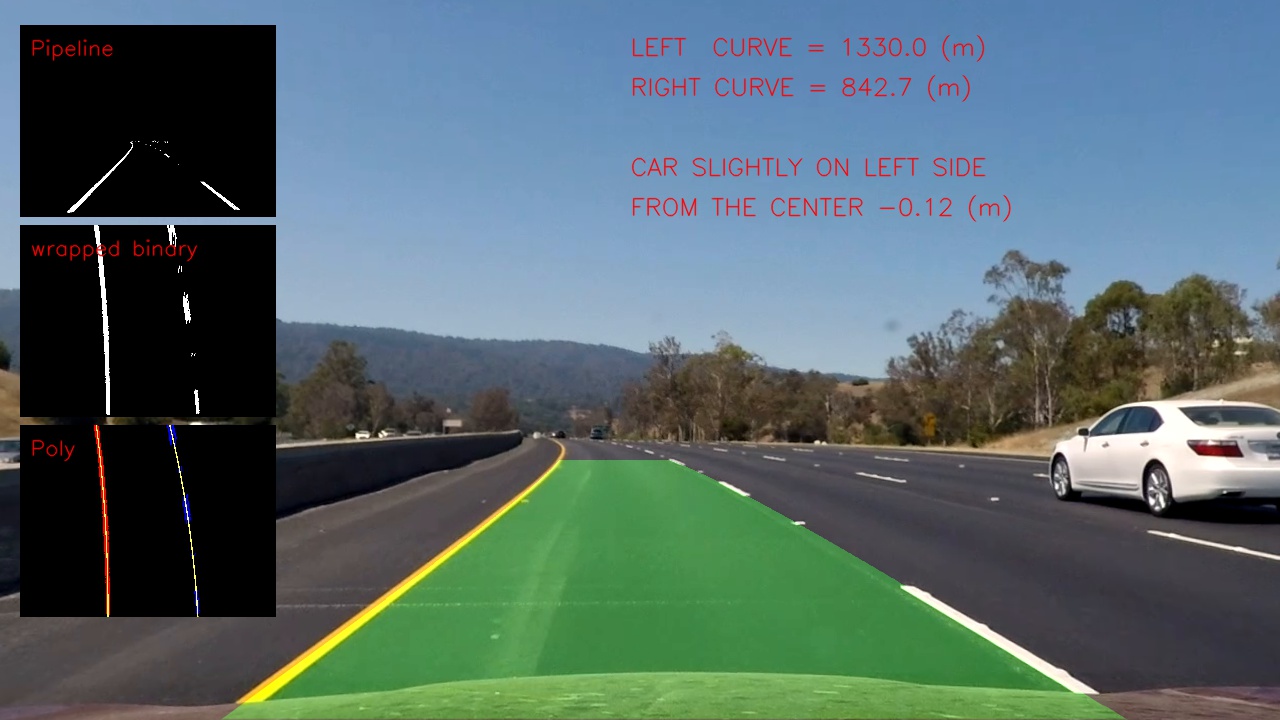 Pipeline
wrapped binary
Poly
LEFT CURVE = 1330.0 (m)
RIGHT CURVE = 842.7 (m)
CAR SLIGHTLY ON LEFT SIDE
FROM THE CENTER -0.12 (m)